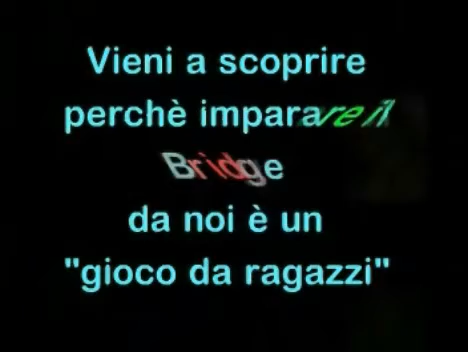 Vieni a scoprire
perchè imparare il
Bridge
da noi è un
"gioco da ragazzi"